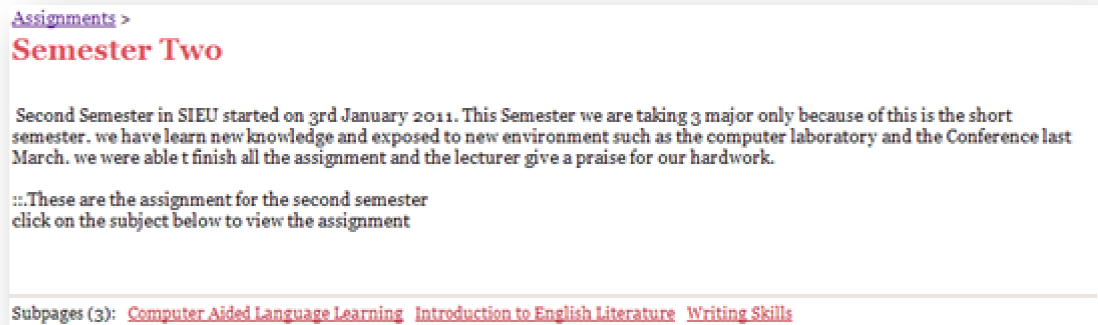 Assignments >
Semester Two
Second Semester in SIEU started on 3rd January 2011. This Semester we are taking 3 major only because of this is the short
semester. we have learn new knowledge and exposed to new environment such as the computer laboratory and the Conference last
March. we were able t finish all the assignment and the lecturer give a praise for our hardwork.
::.These are the assignment for the second semester
click on the subject below to view the assignment
Subpages (3): Computer Aided Language Learning Introduction to English Literature Writing Skills